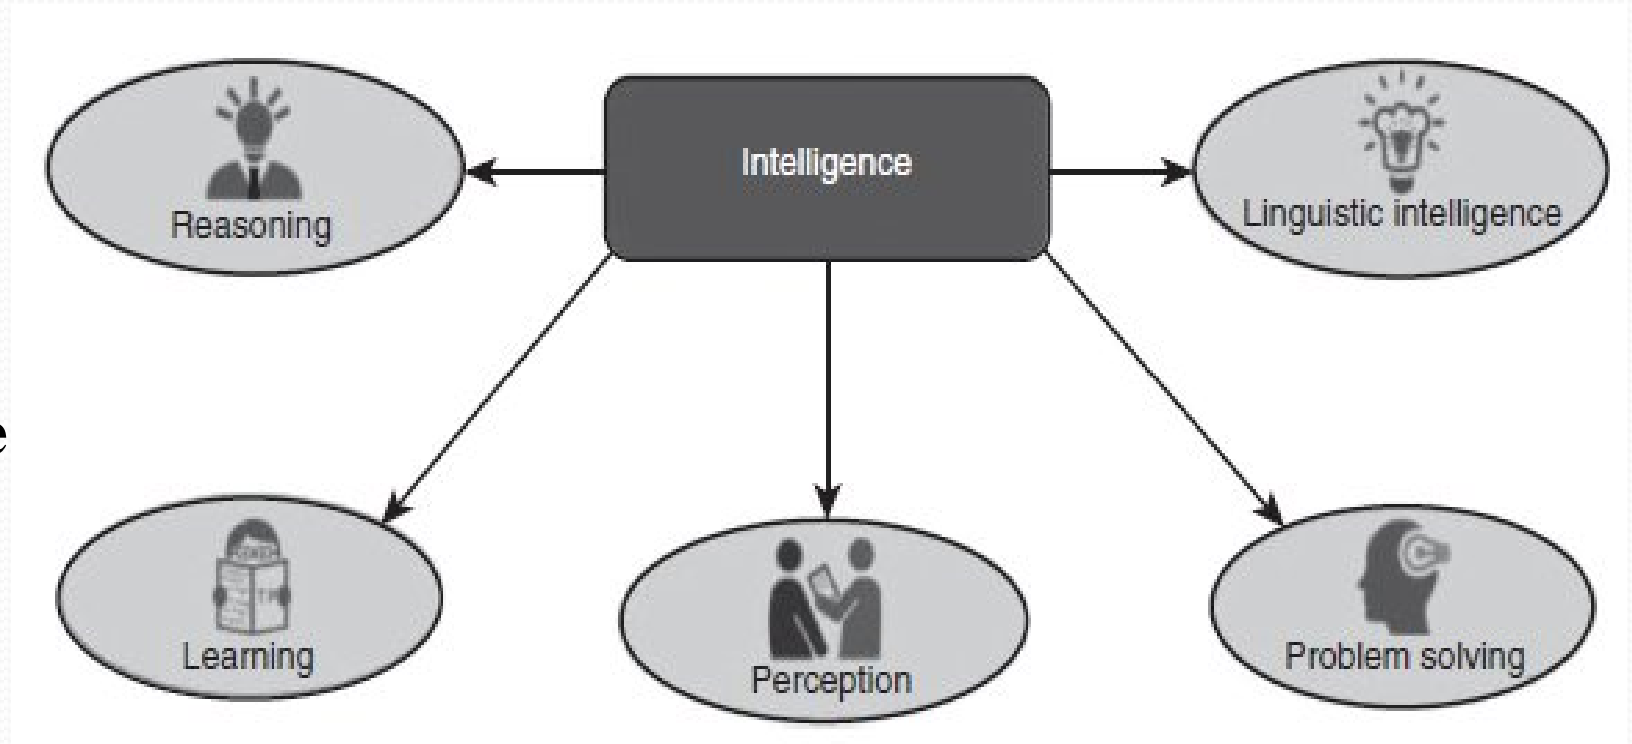 Intelligence
Reasoning
Linguistic intelligence
e
Learning
Perception
Problem solving